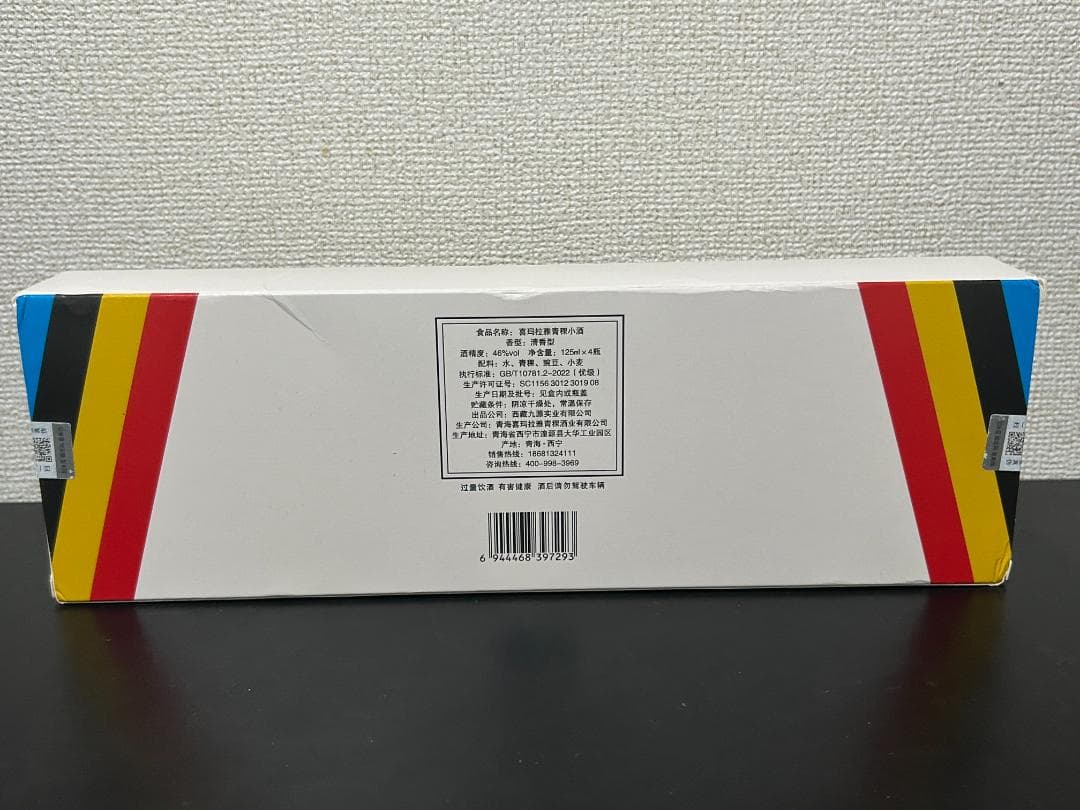 食品名称：喜玛拉雅青稞小酒
香型：清香型
酒精度：46%vol 净含量：125ml×4瓶
配料：水、青稞、豌豆、小麦
执行标准：GB/T10781.2-2022（优级）
生产许可证号：SC1156 3012 3019 08
生产日期及批号：见盒内或瓶盖
贮藏条件：阴凉干燥处，常温保存
出品公司：西藏九源实业有限公司
生产公司：青海喜玛拉雅青稞酒业有限公司
生产地址：青海省西宁市湟源县大华工业园区
产地：青海·西宁
销售热线：18681324111
咨询热线：400-998-3969
过量饮酒 有害健康 酒后请勿驾驶车辆
6 944468 397293